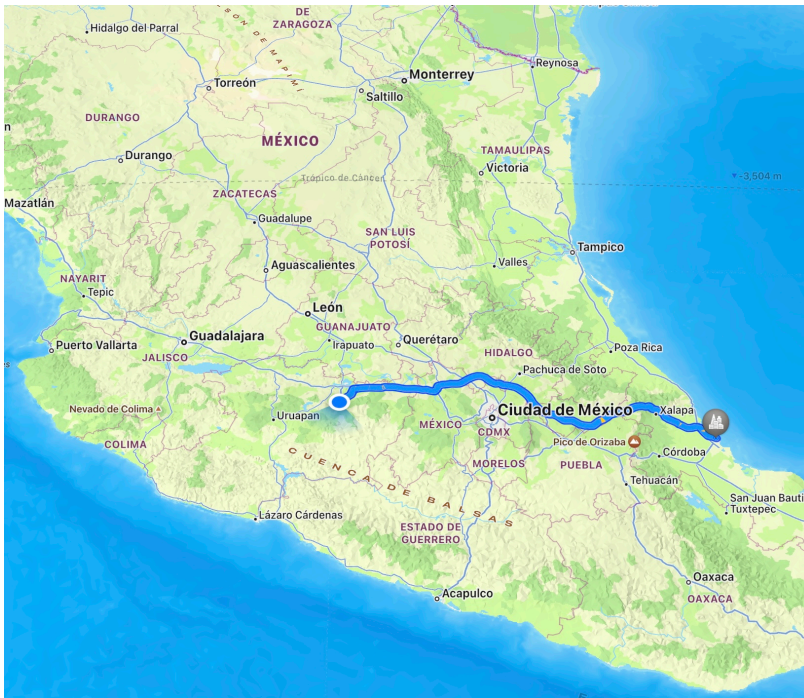 DE
ZARAGOZA
SON DE MAPIMÍ
Hidalgo del Parral
Monterrey
Reynosa
Torreón
Saltillo
DURANGO
MÉXICO
TAMAULIPAS
Durango
Victoria
Trópico de Cáncer
-3,504 m
ZACATECAS
Mazatlán
Guadalupe
SAN LUIS
POTOSÍ
Tampico
Valles
Aguascalientes
NAYARIT
Tepic
León
GUANAJUATO
Guadalajara
Irapuato
Querétaro
Puerto Vallarta
JALISCO
Poza Rica
HIDALGO
Pachuca de Soto
Nevado de Colima
Uruapan
Ciudad de México
Xalapa
MÉXICO
CDMX
Pico de Orizaba
COLIMA
Córdoba
MORELOS
PUEBLA
CUENCA DE BALSAS
Tehuacán
San Juan Bauti
Tuxtepec
Lázaro Cárdenas
ESTADO DE
GUERRERO
Oaxaca
Acapulco
OAXACA